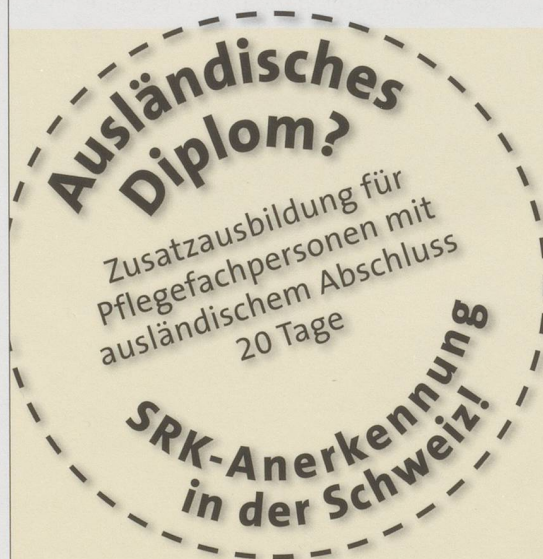 Ausländisches
Diplom?
Zusatzausbildung für
Pflegefachpersonen mit
ausländischem Abschluss
20 Tage
SRK-Anerkennung
in der Schweiz!